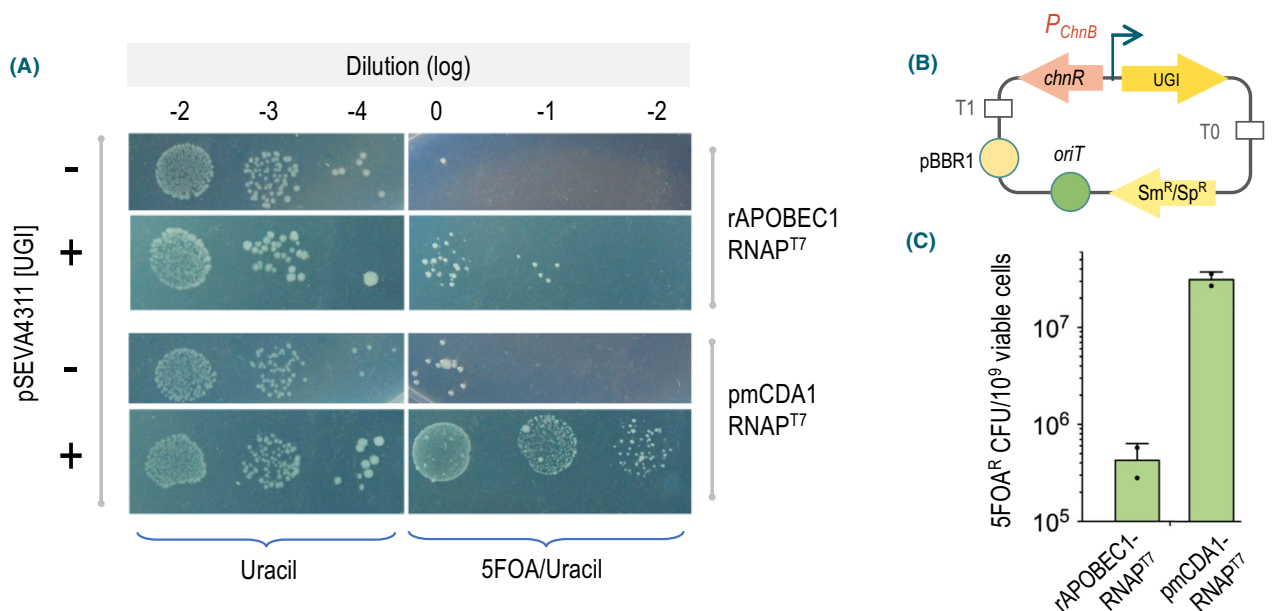 (A)
Dilution (log)
-2 -3 -4 0 -1 -2
pSEVA4311 [UGI]
-
+
-
+
rAPOBEC1
RNAPᵀ⁷
pmCDA1
RNAPᵀ⁷
Uracil
5FOA/Uracil
(B)
P ChnB
chnR
UGI
T1
T0
pBBR1
oriT
Smᴿ/Spᴿ
(C)
5FOAᴿ CFU/10⁹ viable cells
10⁷
10⁶
10⁵
rAPOBEC1-
RNAPᵀ⁷
pmCDA1-
RNAPᵀ⁷